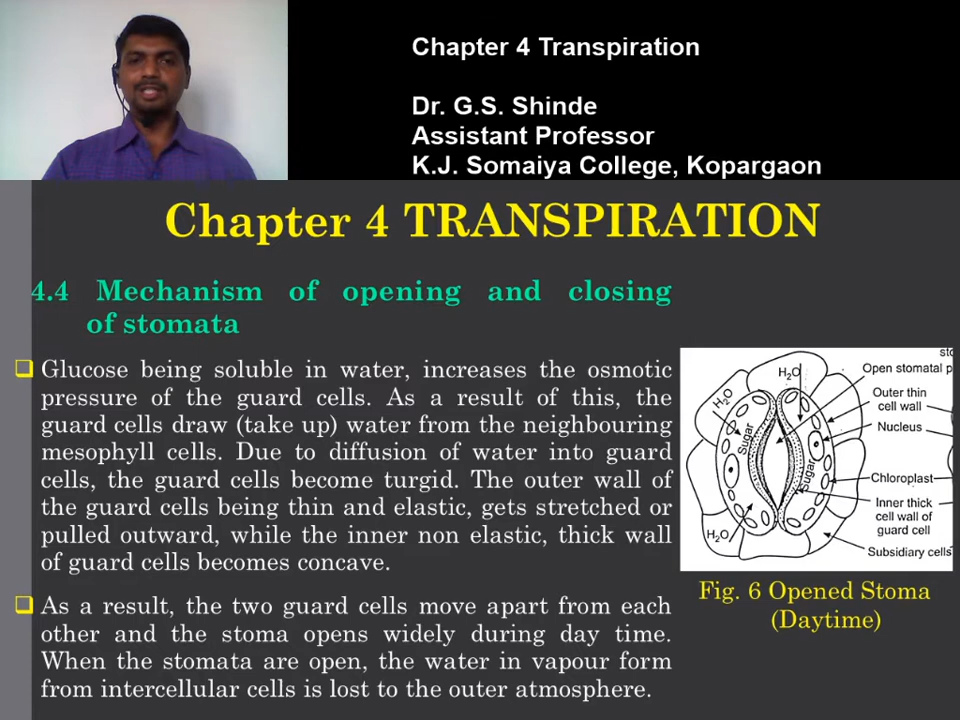 Chapter 4 Transpiration
Dr. G.S. Shinde
Assistant Professor
K.J. Somaiya College, Kopargaon
Chapter 4 TRANSPIRATION
4.4 Mechanism of opening and closing
of stomata
Glucose being soluble in water, increases the osmotic
pressure of the guard cells. As a result of this, the
guard cells draw (take up) water from the neighbouring
mesophyll cells. Due to diffusion of water into guard
cells, the guard cells become turgid. The outer wall of
the guard cells being thin and elastic, gets stretched or
pulled outward, while the inner non elastic, thick wall
of guard cells becomes concave.
As a result, the two guard cells move apart from each
other and the stoma opens widely during day time.
When the stomata are open, the water in vapour form
from intercellular cells is lost to the outer atmosphere.
H₂O
H₂O
Sugar
Sugar
H₂O
Open stomatal p
Outer thin
cell wall
Nucleus
Chloroplast
Inner thick
cell wall of
guard cell
Subsidiary cells
Fig. 6 Opened Stoma
(Daytime)